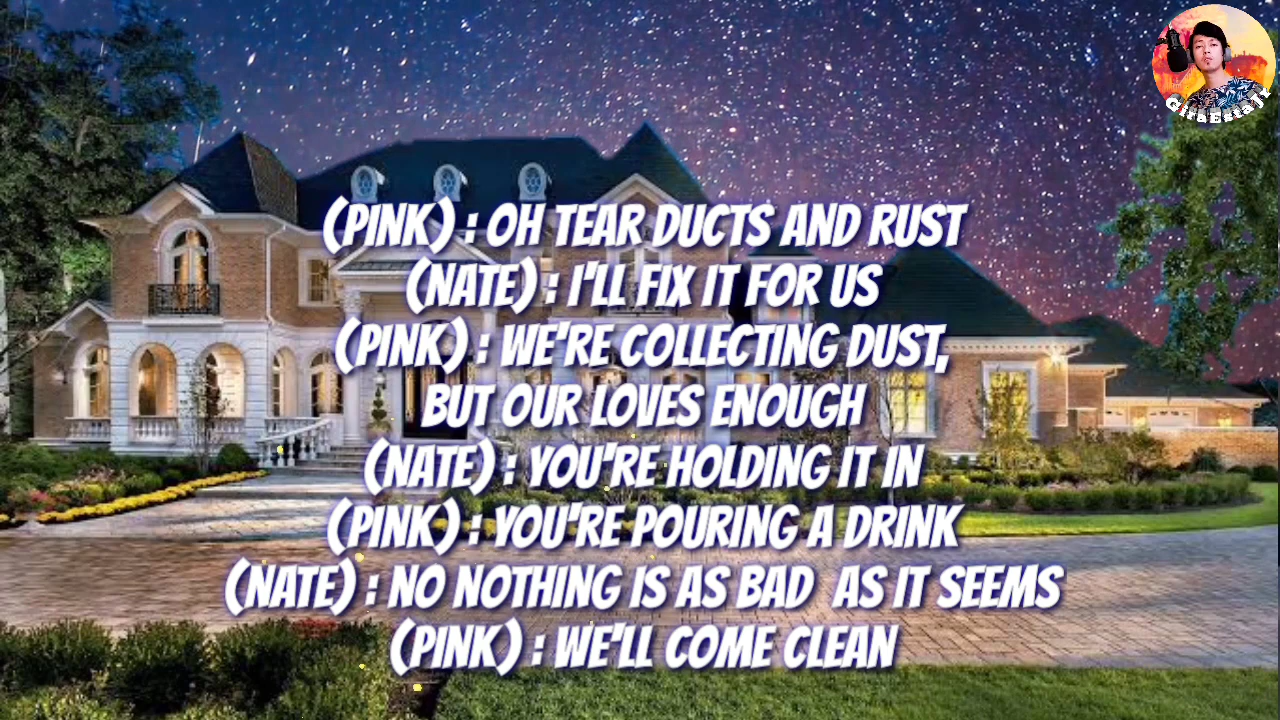 GitaEstaJr
(PINK) : OH TEAR DUCTS AND RUST
(NATE) : I'LL FIX IT FOR US
(PINK) : WE'RE COLLECTING DUST,
BUT OUR LOVES ENOUGH
(NATE) : YOU'RE HOLDING IT IN
(PINK) : YOU'RE POURING A DRINK
(NATE) : NO NOTHING IS AS BAD AS IT SEEMS
(PINK) : WE'LL COME CLEAN